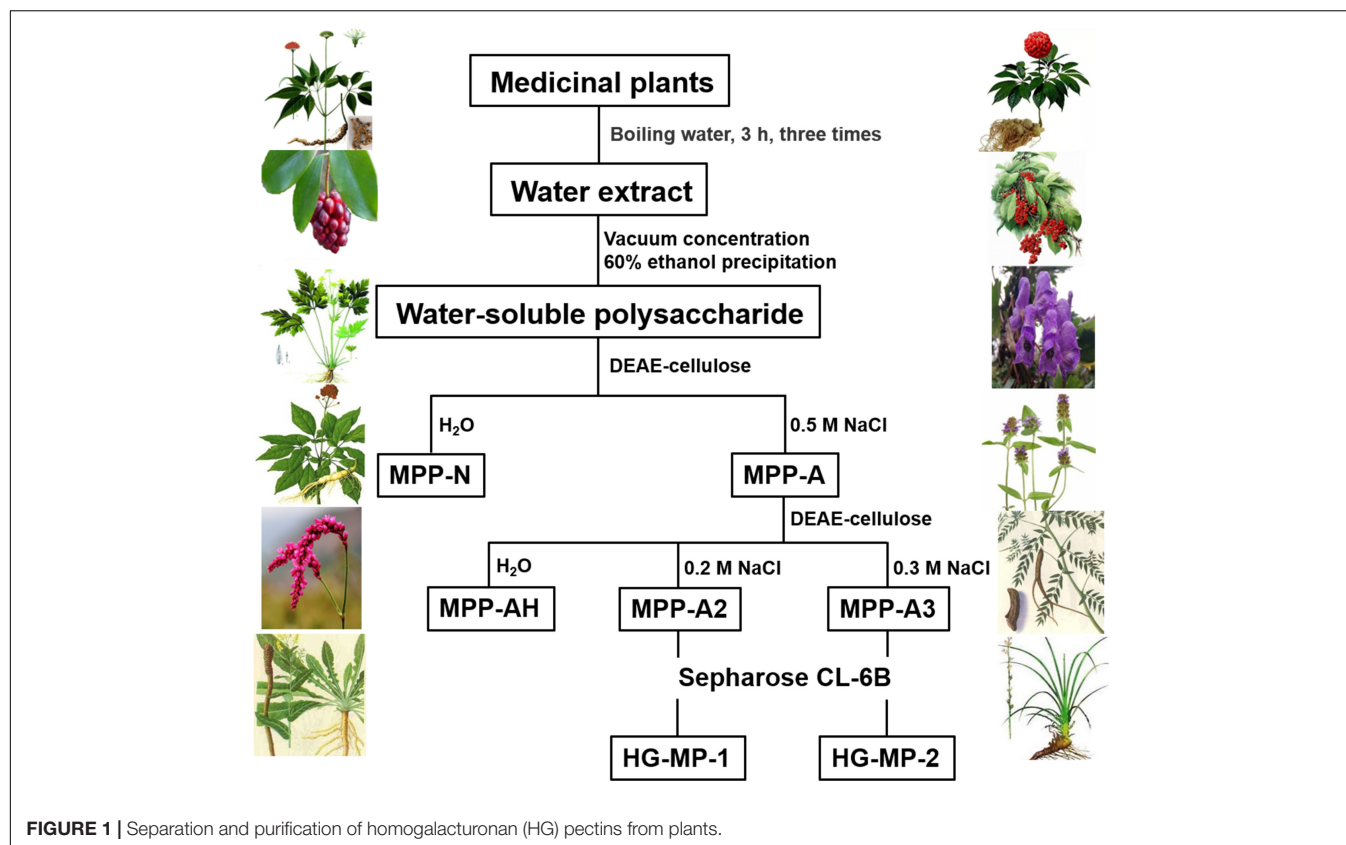 Medicinal plants
Boiling water, 3 h, three times
Water extract
Vacuum concentration
60% ethanol precipitation
Water-soluble polysaccharide
DEAE-cellulose
H₂O
0.5 M NaCl
MPP-N
MPP-A
DEAE-cellulose
H₂O
0.2 M NaCl
0.3 M NaCl
MPP-AH
MPP-A2
MPP-A3
Sepharose CL-6B
HG-MP-1
HG-MP-2
FIGURE 1 | Separation and purification of homogalacturonan (HG) pectins from plants.